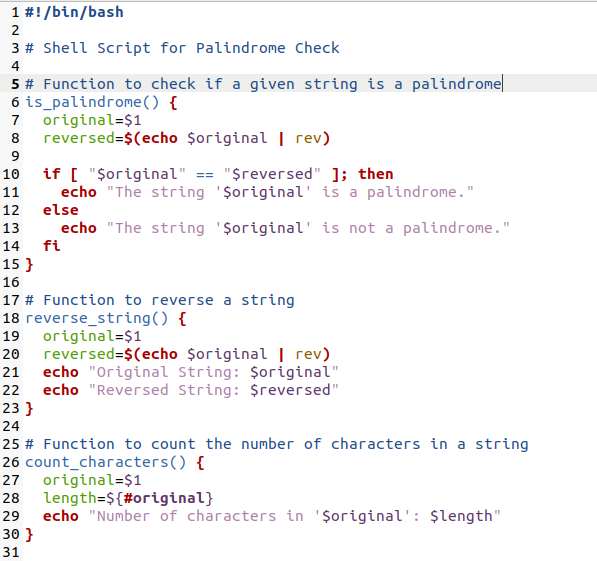 1 #!/bin/bash
2
3 # Shell Script for Palindrome Check
4
5 # Function to check if a given string is a palindrome
6 is_palindrome() {
7   original=$1
8   reversed=$(echo $original | rev)
9
10   if [ "$original" == "$reversed" ]; then
11     echo "The string '$original' is a palindrome."
12   else
13     echo "The string '$original' is not a palindrome."
14   fi
15 }
16
17 # Function to reverse a string
18 reverse_string() {
19   original=$1
20   reversed=$(echo $original | rev)
21   echo "Original String: $original"
22   echo "Reversed String: $reversed"
23 }
24
25 # Function to count the number of characters in a string
26 count_characters() {
27   original=$1
28   length=${#original}
29   echo "Number of characters in '$original': $length"
30 }
31